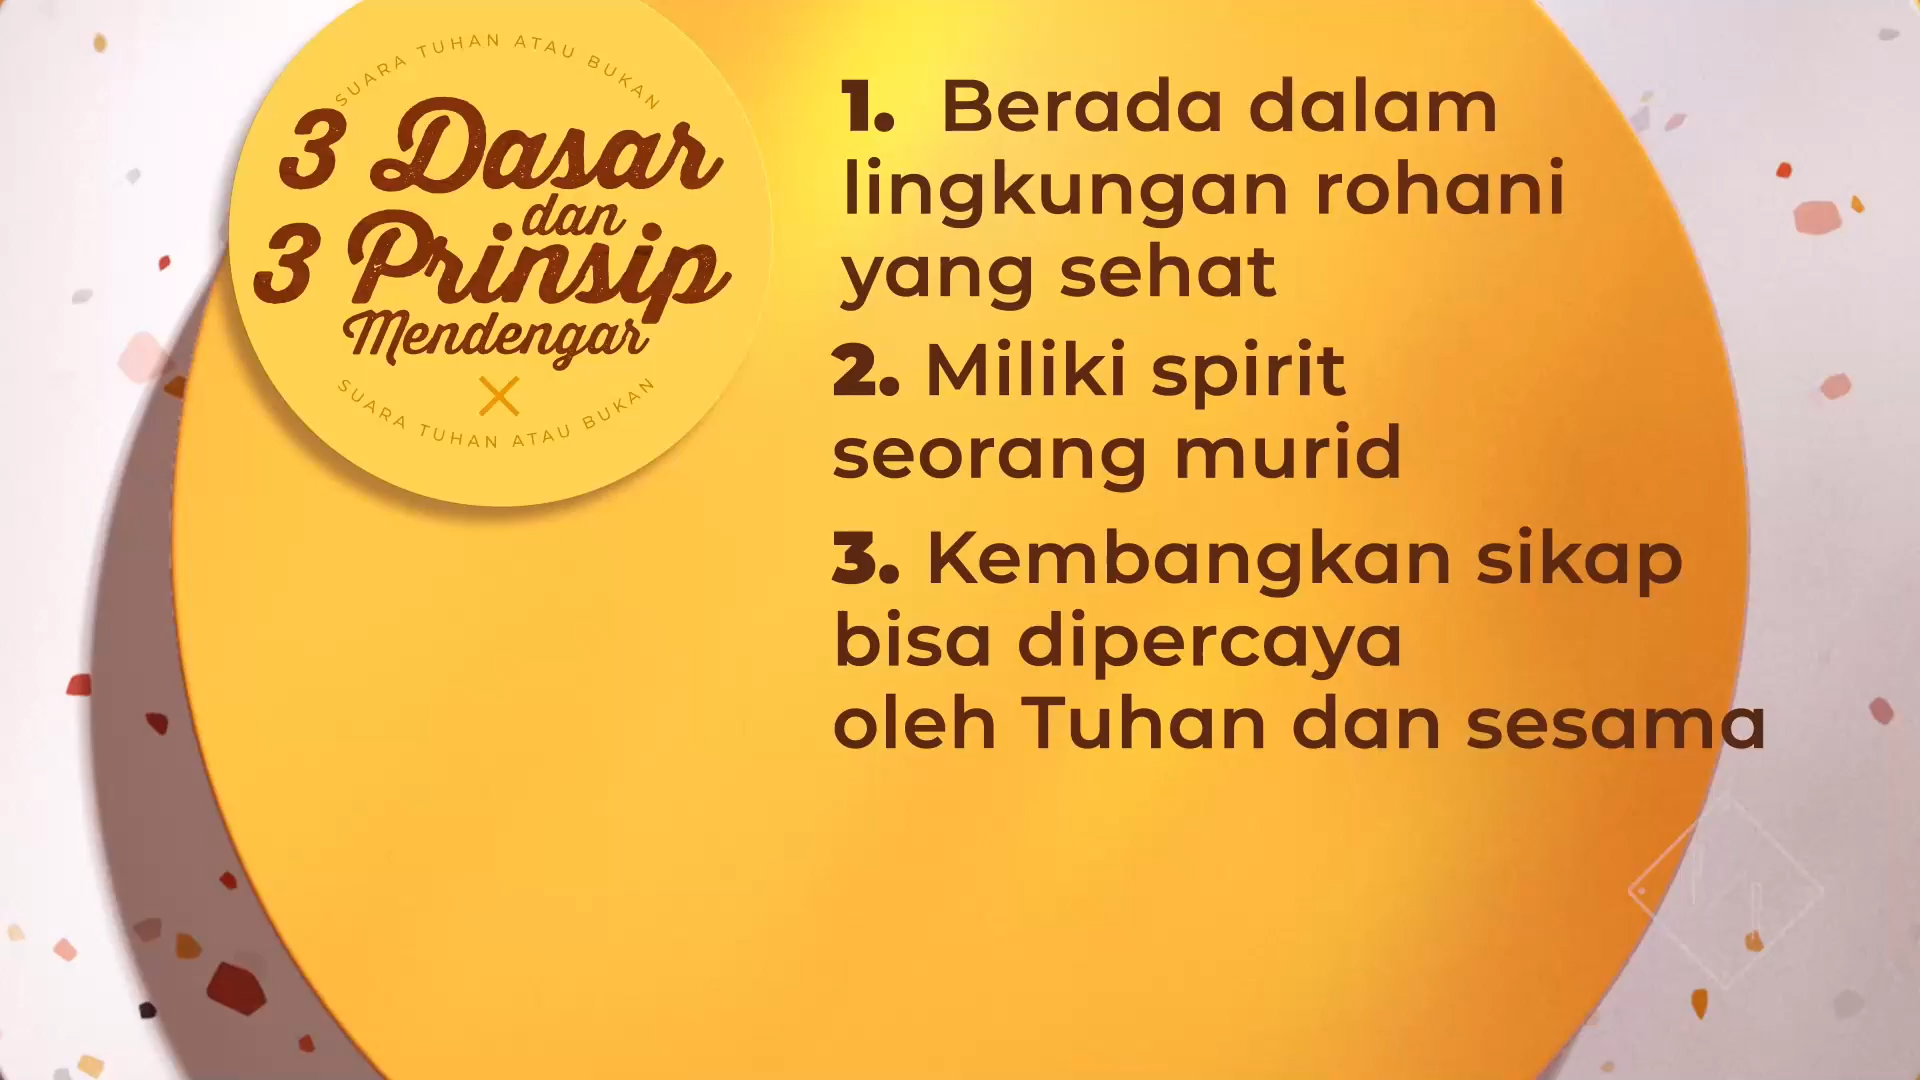 SUARA TUHAN ATAU BUKAN
3 Dasar
dan
3 Prinsip
Mendengar
SUARA TUHAN ATAU BUKAN
1. Berada dalam
lingkungan rohani
yang sehat
2. Miliki spirit
seorang murid
3. Kembangkan sikap
bisa dipercaya
oleh Tuhan dan sesama